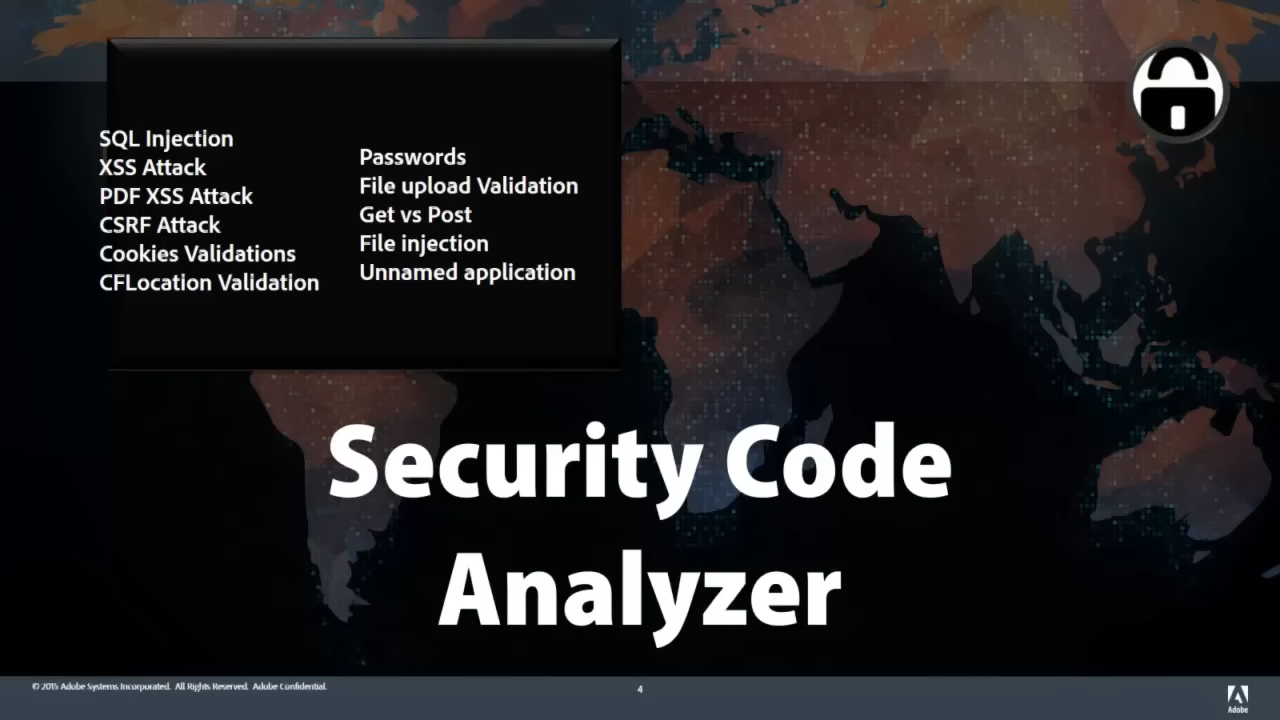 SQL Injection
XSS Attack
PDF XSS Attack
CSRF Attack
Cookies Validations
CFLocation Validation
Passwords
File upload Validation
Get vs Post
File injection
Unnamed application
Security Code
Analyzer
© 2015 Adobe Systems Incorporated. All Rights Reserved. Adobe Confidential.
4
Adobe